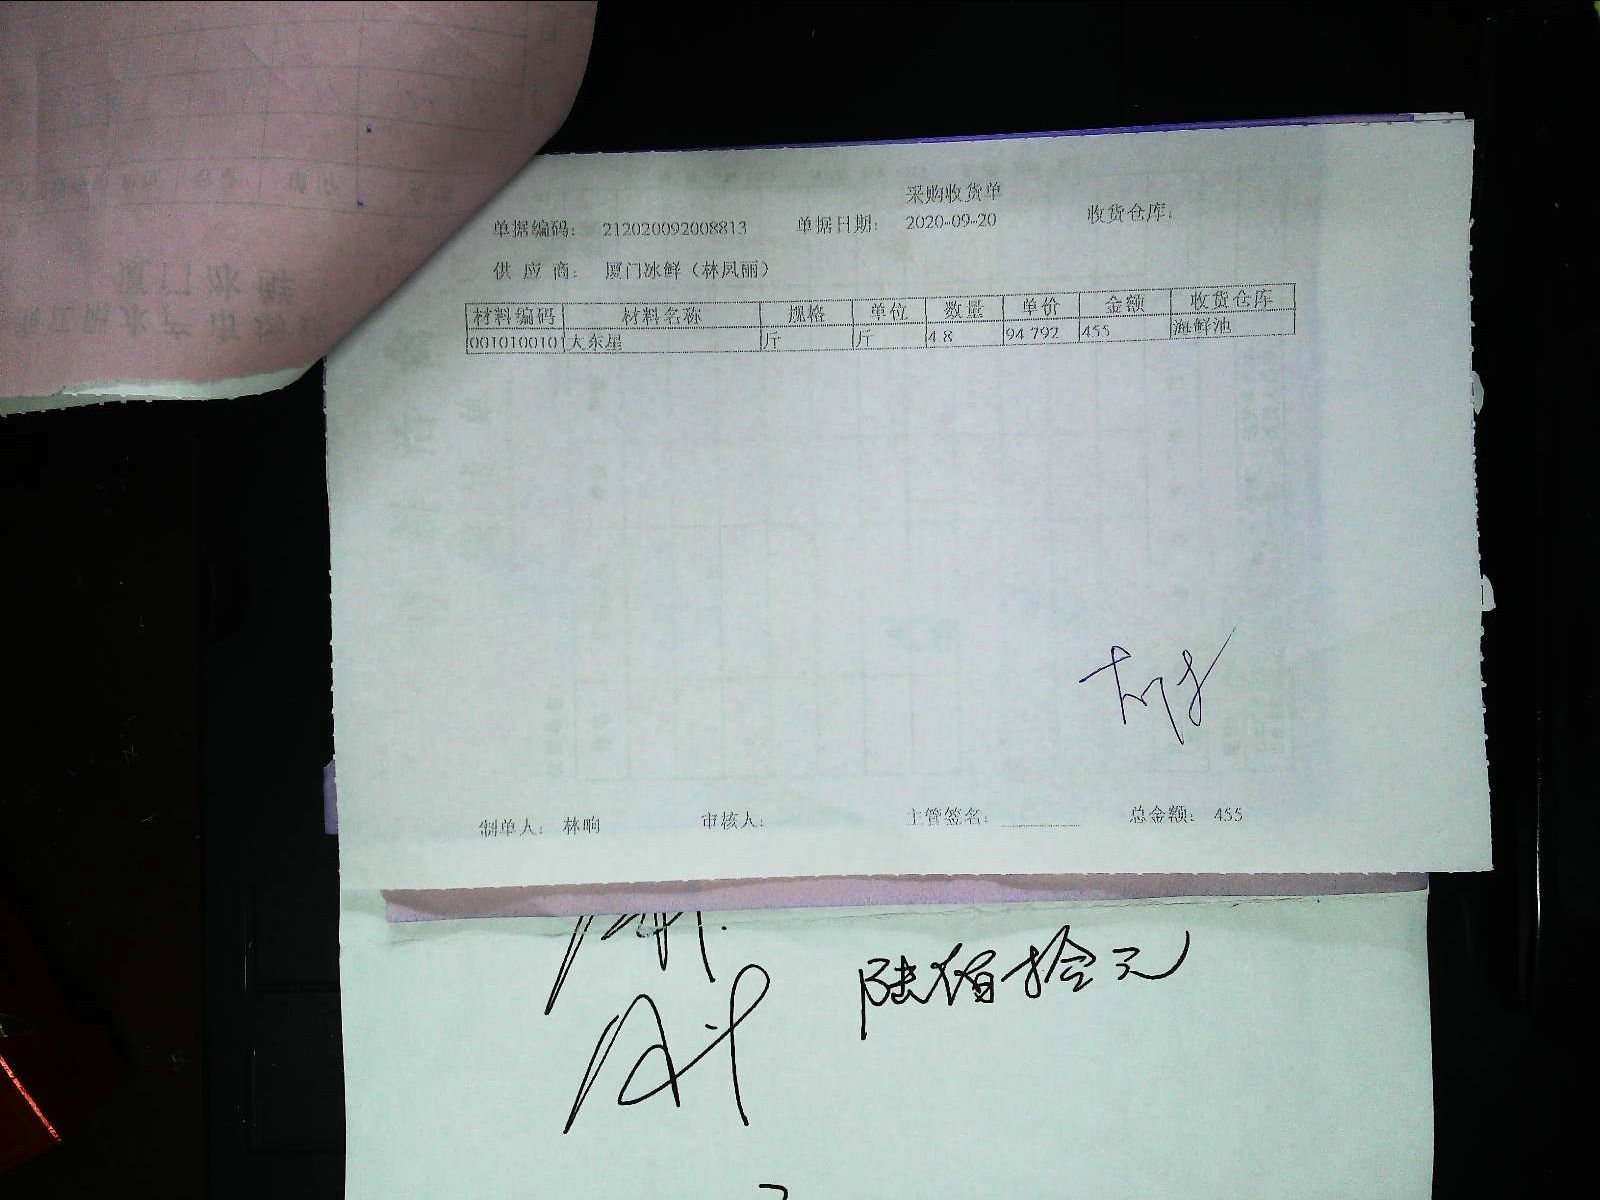 采购收货单
单据编码： 212020092008813 单据日期： 2020-09-20 收货仓库：
供 应 商： 厦门冰鲜（林凤丽）
材料编码 材料名称 规格 单位 数量 单价 金额 收货仓库
001010010 大东星 斤 斤 4.8 94.792 455 海鲜池
制单人： 林响 审核人： 主管签名： 总金额： 455
陆佰拾元